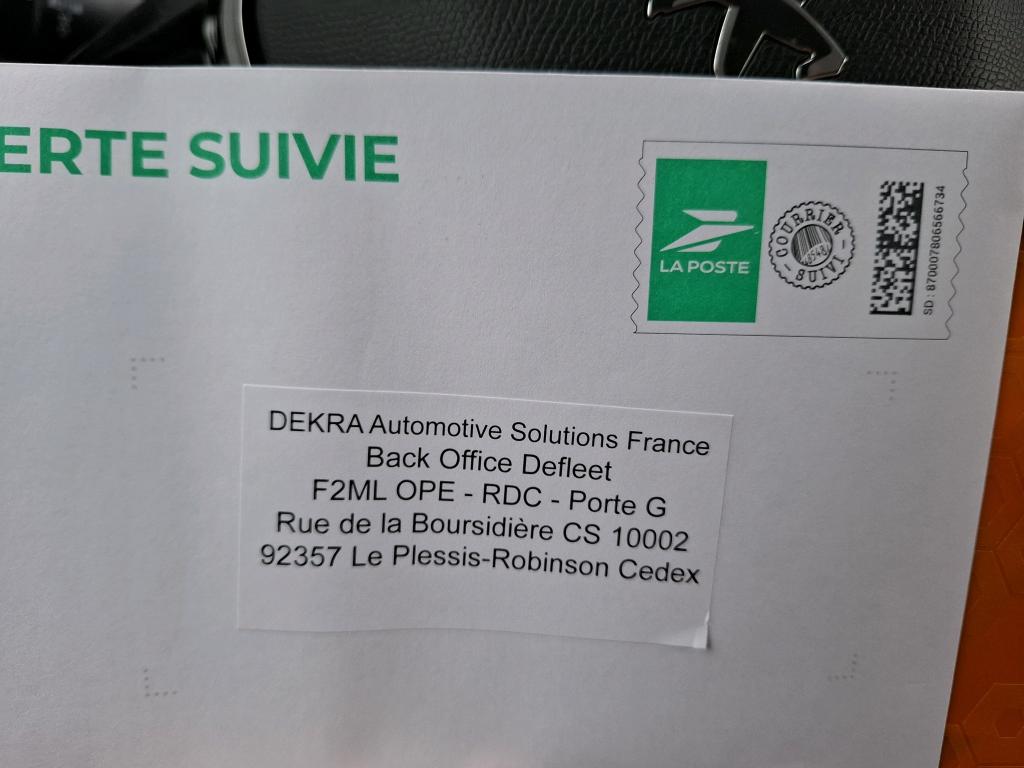 ERTE SUIVIE
LA POSTE
COURRIER
SUIVI
SD : 870007806566734
DEKRA Automotive Solutions France
Back Office Defleet
F2ML OPE - RDC - Porte G
Rue de la Boursidière CS 10002
92357 Le Plessis-Robinson Cedex